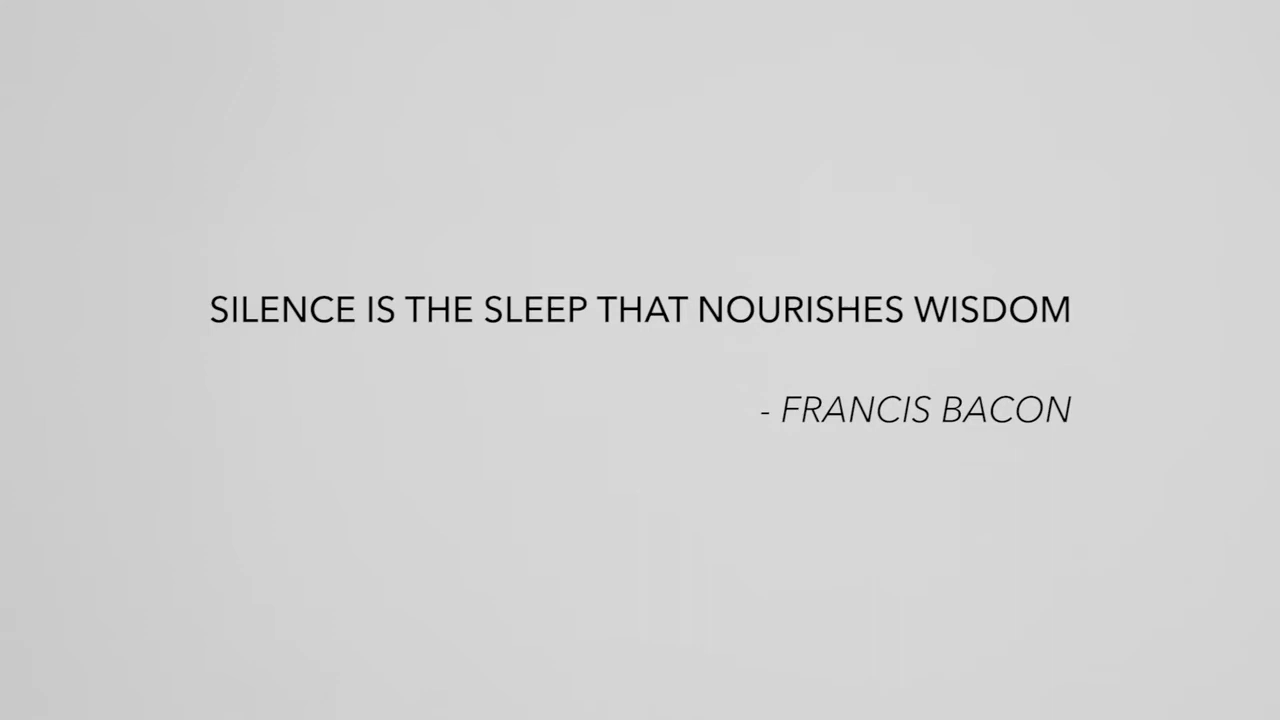 SILENCE IS THE SLEEP THAT NOURISHES WISDOM
- FRANCIS BACON